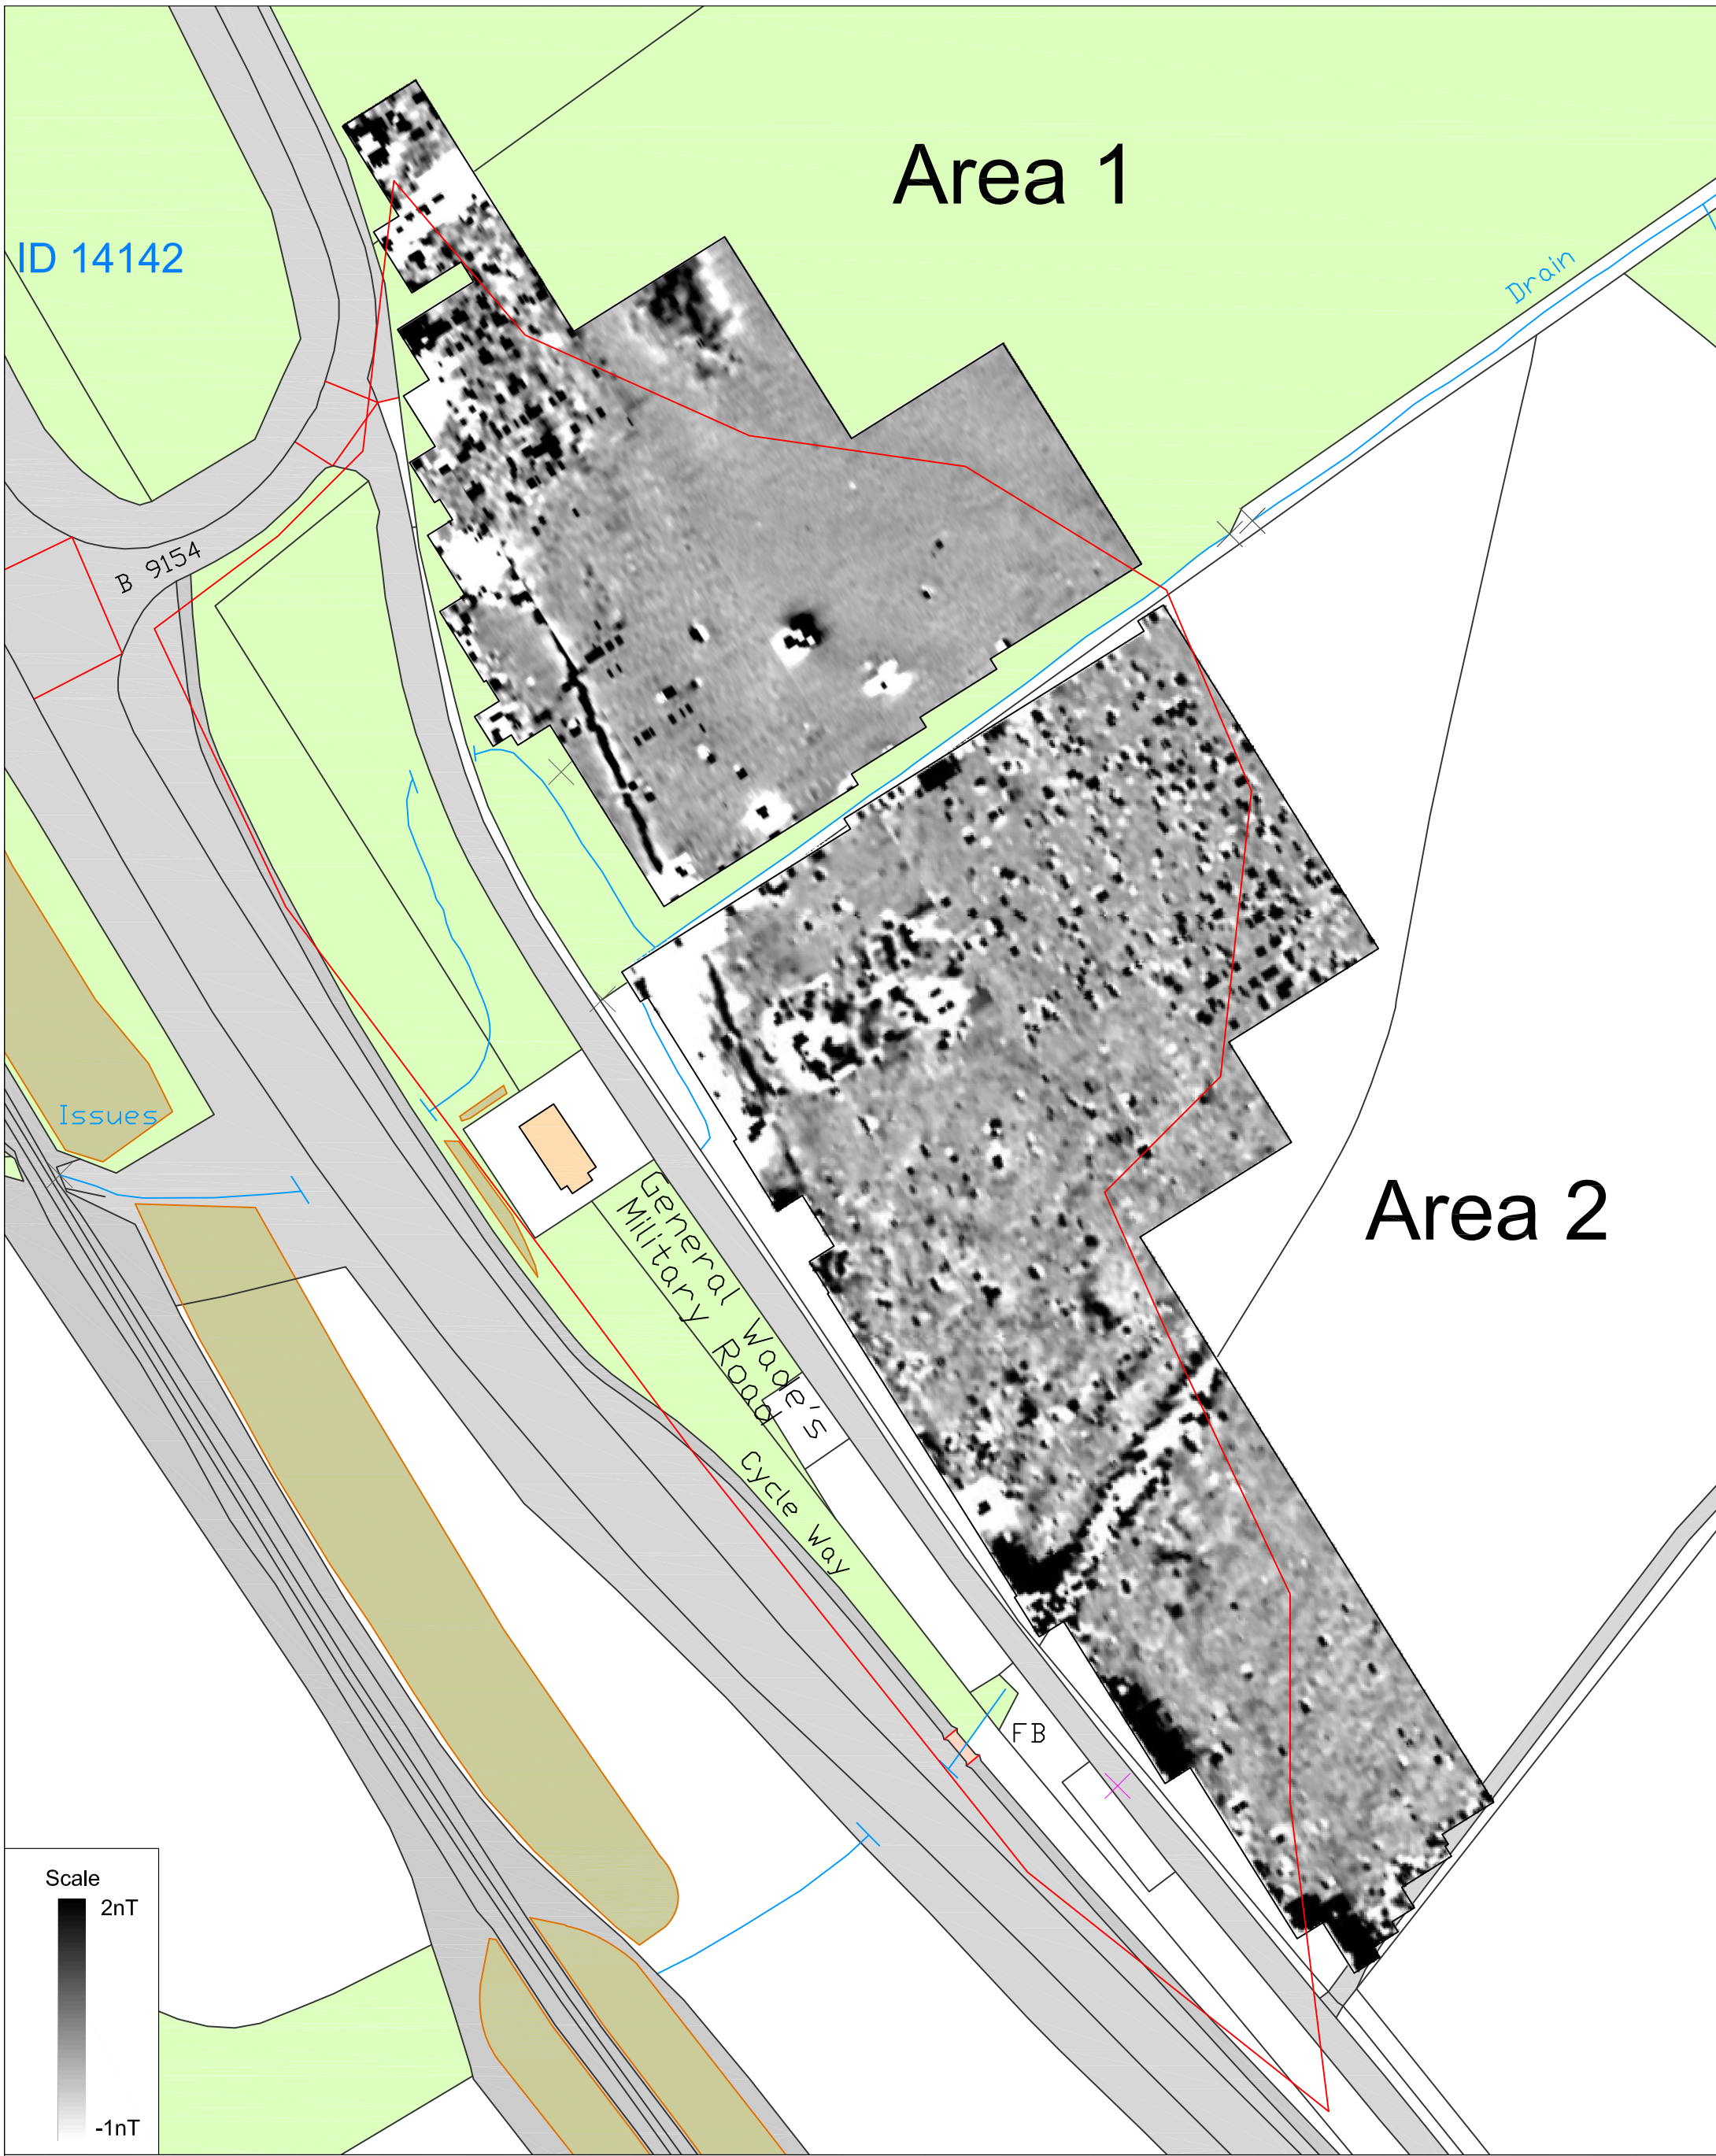 Area 1
ID 14142
Drain
B 9154
Issues
General Wade's
Military Road
Area 2
Cycle Way
FB
Scale
2nT
-1nT